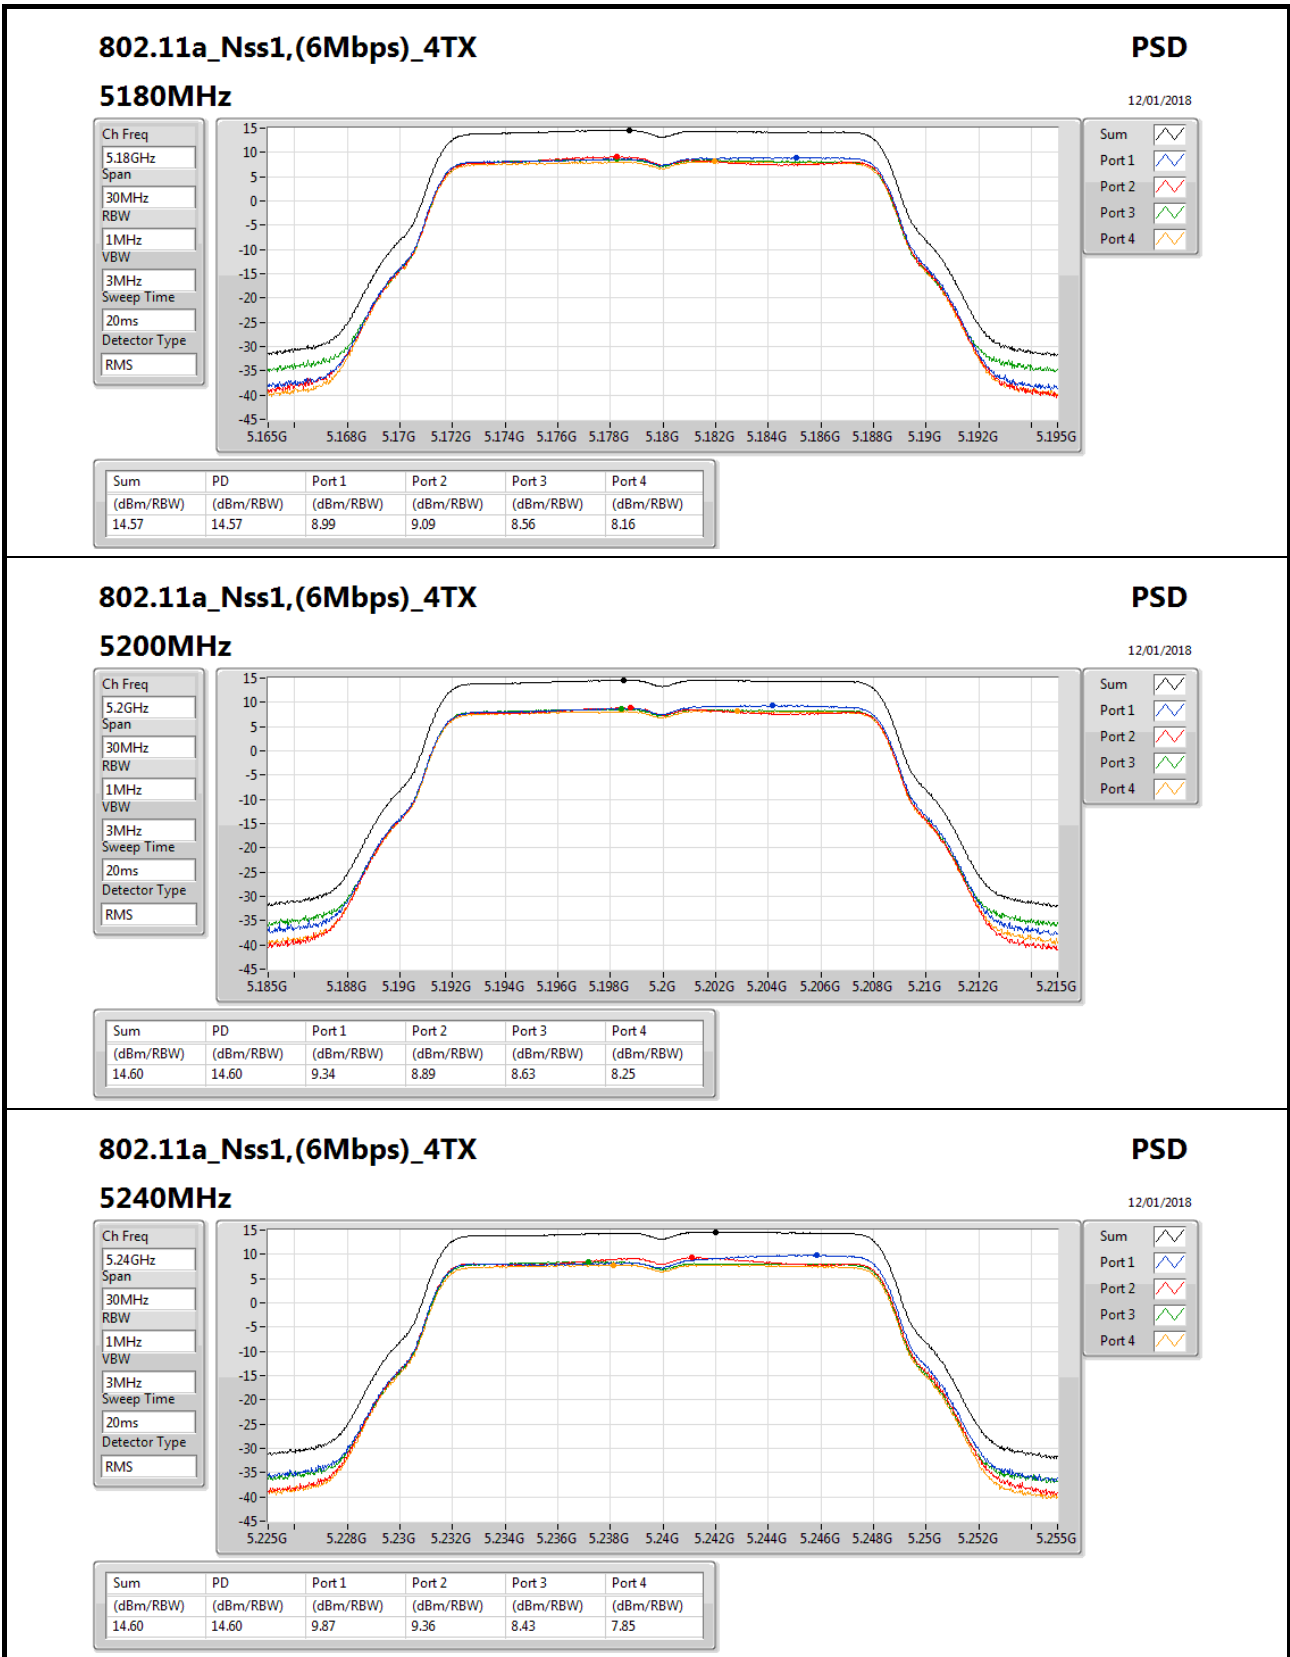 802.11a_Nss1,(6Mbps)_4TX PSD
5180MHz 12/01/2018
Ch Freq
5.18GHz
Span
30MHz
RBW
1MHz
VBW
3MHz
Sweep Time
20ms
Detector Type
RMS
15
10
5
0
-5
-10
-15
-20
-25
-30
-35
-40
-45
5.165G 5.168G 5.17G 5.172G 5.174G 5.176G 5.178G 5.18G 5.182G 5.184G 5.186G 5.188G 5.19G 5.192G 5.195G
Sum
Port 1
Port 2
Port 3
Port 4
Sum PD Port 1 Port 2 Port 3 Port 4
(dBm/RBW) (dBm/RBW) (dBm/RBW) (dBm/RBW) (dBm/RBW) (dBm/RBW)
14.57 14.57 8.99 9.09 8.56 8.16
802.11a_Nss1,(6Mbps)_4TX PSD
5200MHz 12/01/2018
Ch Freq
5.2GHz
Span
30MHz
RBW
1MHz
VBW
3MHz
Sweep Time
20ms
Detector Type
RMS
15
10
5
0
-5
-10
-15
-20
-25
-30
-35
-40
-45
5.185G 5.188G 5.19G 5.192G 5.194G 5.196G 5.198G 5.2G 5.202G 5.204G 5.206G 5.208G 5.21G 5.212G 5.215G
Sum
Port 1
Port 2
Port 3
Port 4
Sum PD Port 1 Port 2 Port 3 Port 4
(dBm/RBW) (dBm/RBW) (dBm/RBW) (dBm/RBW) (dBm/RBW) (dBm/RBW)
14.60 14.60 9.34 8.89 8.63 8.25
802.11a_Nss1,(6Mbps)_4TX PSD
5240MHz 12/01/2018
Ch Freq
5.24GHz
Span
30MHz
RBW
1MHz
VBW
3MHz
Sweep Time
20ms
Detector Type
RMS
15
10
5
0
-5
-10
-15
-20
-25
-30
-35
-40
-45
5.225G 5.228G 5.23G 5.232G 5.234G 5.236G 5.238G 5.24G 5.242G 5.244G 5.246G 5.248G 5.25G 5.252G 5.255G
Sum
Port 1
Port 2
Port 3
Port 4
Sum PD Port 1 Port 2 Port 3 Port 4
(dBm/RBW) (dBm/RBW) (dBm/RBW) (dBm/RBW) (dBm/RBW) (dBm/RBW)
14.60 14.60 9.87 9.36 8.43 7.85